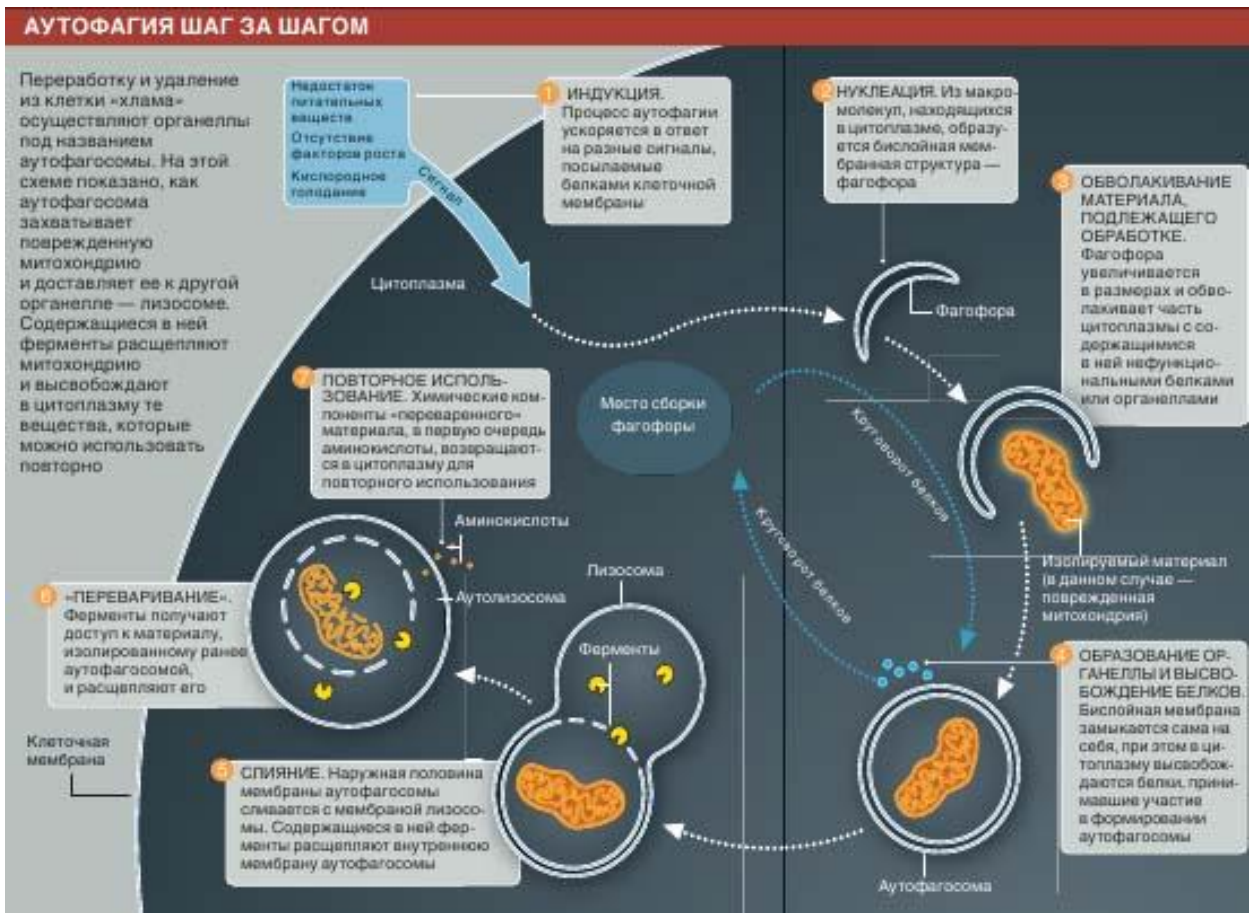 АУТОФАГИЯ ШАГ ЗА ШАГОМ
Переработку и удаление
из клетки «хлама»
осуществляют органеллы
под названием
аутофагосомы. На этой
схеме показано, как
аутофагосома
захватывает
поврежденную
митохондрию
и доставляет ее к другой
органелле — лизосоме.
Содержащиеся в ней
ферменты расщепляют
митохондрию
и высвобождают
в цитоплазму те
вещества, которые
можно использовать
повторно
Недостаток
питательных
веществ
Отсутствие
факторов роста
Кислородное
голодание
Сигнал
1 ИНДУКЦИЯ.
Процесс аутофагии
ускоряется в ответ
на разные сигналы,
посылаемые
белками клеточной
мембраны
2 НУКЛЕАЦИЯ. Из макро-
молекул, находящихся
в цитоплазме, образу-
ется бислойная мем-
бранная структура —
фагофора
3 ОБВОЛАКИВАНИЕ
МАТЕРИАЛА,
ПОДЛЕЖАЩЕГО
ОБРАБОТКЕ.
Фагофора
увеличивается
в размерах и обво-
лакивает часть
цитоплазмы с со-
держащимися
в ней нефункцио-
нальными белками
или органеллами
Цитоплазма
Фагофора
Место сборки
фагофоры
Круговорот белков
Круговорот белков
Изолируемый материал
(в данном случае —
поврежденная
митохондрия)
4 ОБРАЗОВАНИЕ ОР-
ГАНЕЛЛЫ И ВЫСВО-
БОЖДЕНИЕ БЕЛКОВ.
Бислойная мембрана
замыкается сама на
себя, при этом в ци-
топлазму высвобож-
даются белки, прини-
мавшие участие
в формировании
аутофагосомы
Аутофагосома
5 СЛИЯНИЕ. Наружная половина
мембраны аутофагосомы
сливается с мембраной лизосо-
мы. Содержащиеся в ней фер-
менты расщепляют внутреннюю
мембрану аутофагосомы
Лизосома
Ферменты
6 «ПЕРЕВАРИВАНИЕ».
Ферменты получают
доступ к материалу,
изолированному ранее
аутофагосомой,
и расщепляют его
Аутолизосома
Аминокислоты
7 ПОВТОРНОЕ ИСПОЛЬ-
ЗОВАНИЕ. Химические ком-
поненты «переваренного»
материала, в первую очередь
аминокислоты, возвращают-
ся в цитоплазму для
повторного использования
Клеточная
мембрана